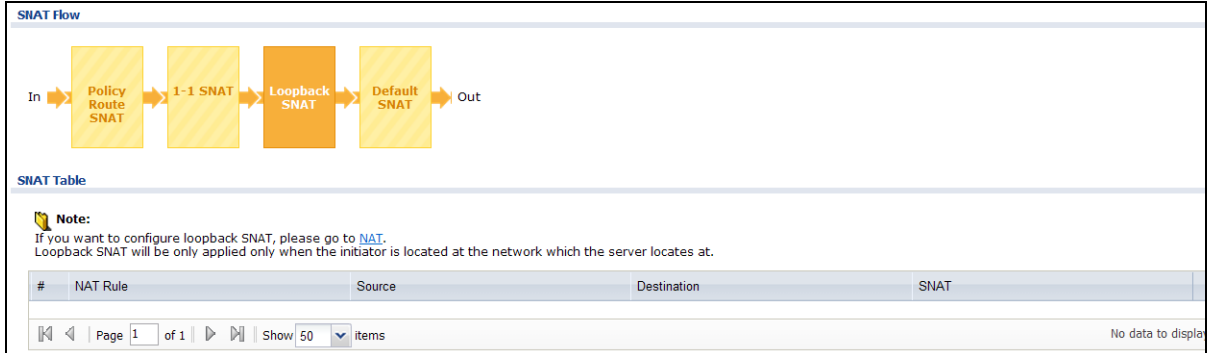 SNAT Flow
In
Policy
Route
SNAT
1-1 SNAT
Loopback
SNAT
Default
SNAT
Out
SNAT Table
Note:
If you want to configure loopback SNAT, please go to NAT.
Loopback SNAT will be only applied only when the initiator is located at the network which the server locates at.
# NAT Rule Source Destination SNAT
Page 1 of 1 Show 50 items No data to display